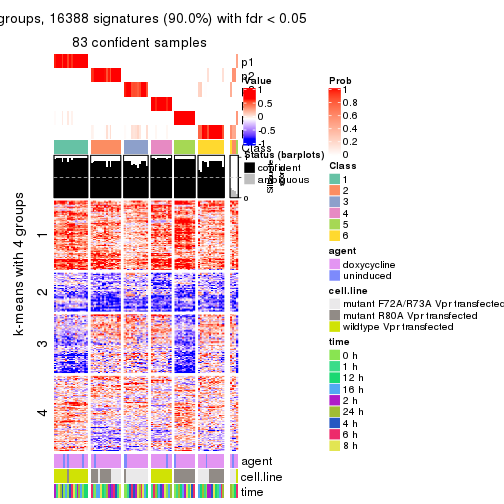 groups, 16388 signatures (90.0%) with fdr < 0.05
83 confident samples
p1
p2
Value
1
0.5
0
-0.5
-1
Class
Status (barplots)
confident
ambiguous
0
k-means with 4 groups
1
2
3
4
agent
cell.line
time
Prob
1
0.8
0.6
0.4
0.2
0
Class
1
2
3
4
5
6
agent
doxycycline
uninduced
cell.line
mutant F72A/R73A Vpr transfected
mutant R80A Vpr transfected
wildtype Vpr transfected
time
0 h
1 h
12 h
16 h
2 h
24 h
4 h
6 h
8 h